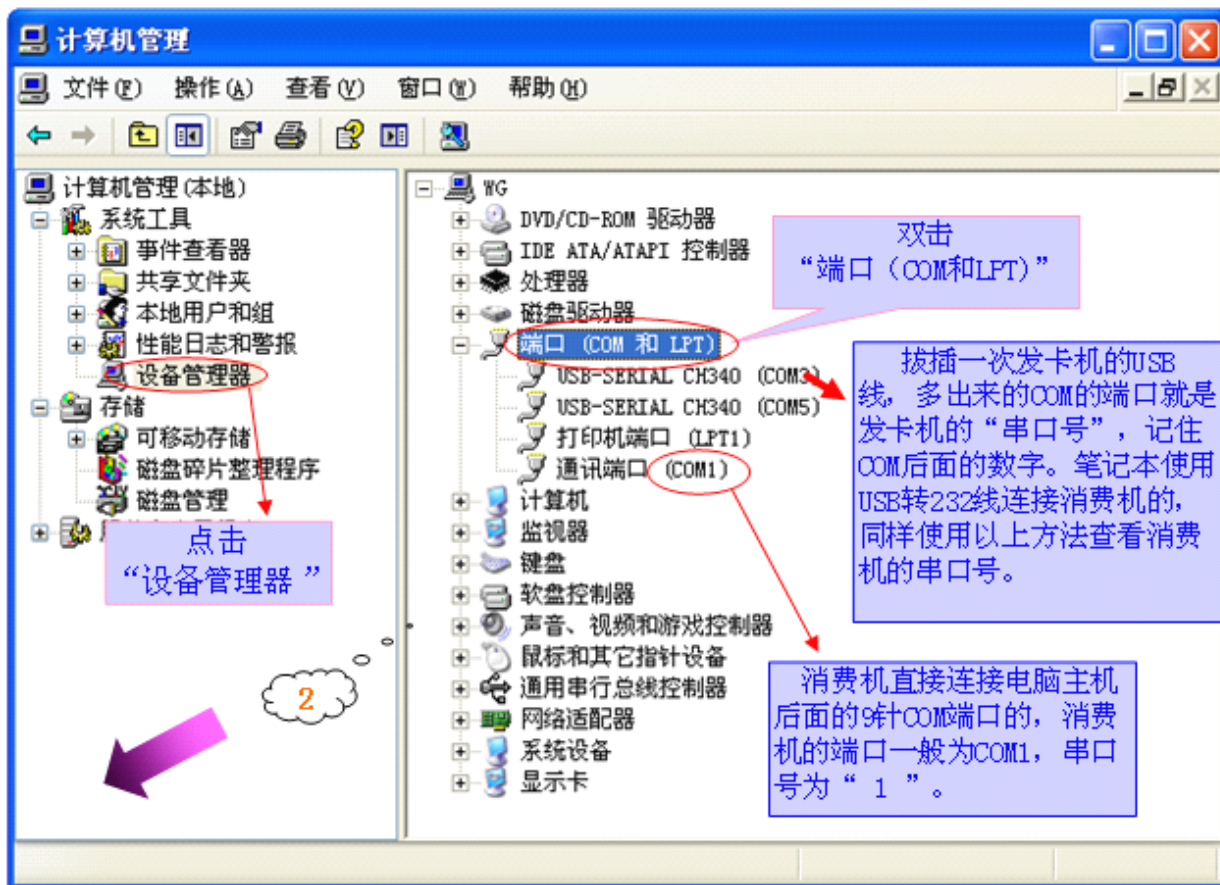 计算机管理
文件(F) 操作(A) 查看(V) 窗口(W) 帮助(H)
计算机管理(本地)
系统工具
事件查看器
共享文件夹
本地用户和组
性能日志和警报
设备管理器
存储
可移动存储
磁盘碎片整理程序
磁盘管理
点击
“设备管理器 ”
2
WG
DVD/CD-ROM 驱动器
IDE ATA/ATAPI 控制器
处理器
磁盘驱动器
端口 (COM 和 LPT)
USB-SERIAL CH340 (COM3)
USB-SERIAL CH340 (COM5)
打印机端口 (LPT1)
通讯端口 (COM1)
计算机
监视器
键盘
软盘控制器
声音、视频和游戏控制器
鼠标和其它指针设备
通用串行总线控制器
网络适配器
系统设备
显示卡
双击
“端口（COM和LPT）”
拔插一次发卡机的USB
线，多出来的COM的端口就是
发卡机的“串口号”，记住
COM后面的数字。笔记本使用
USB转232线连接消费机的，
同样使用以上方法查看消费
机的串口号。
消费机直接连接电脑主机
后面的9针COM端口的，消费
机的端口一般为COM1，串口
号为“ 1 ”。